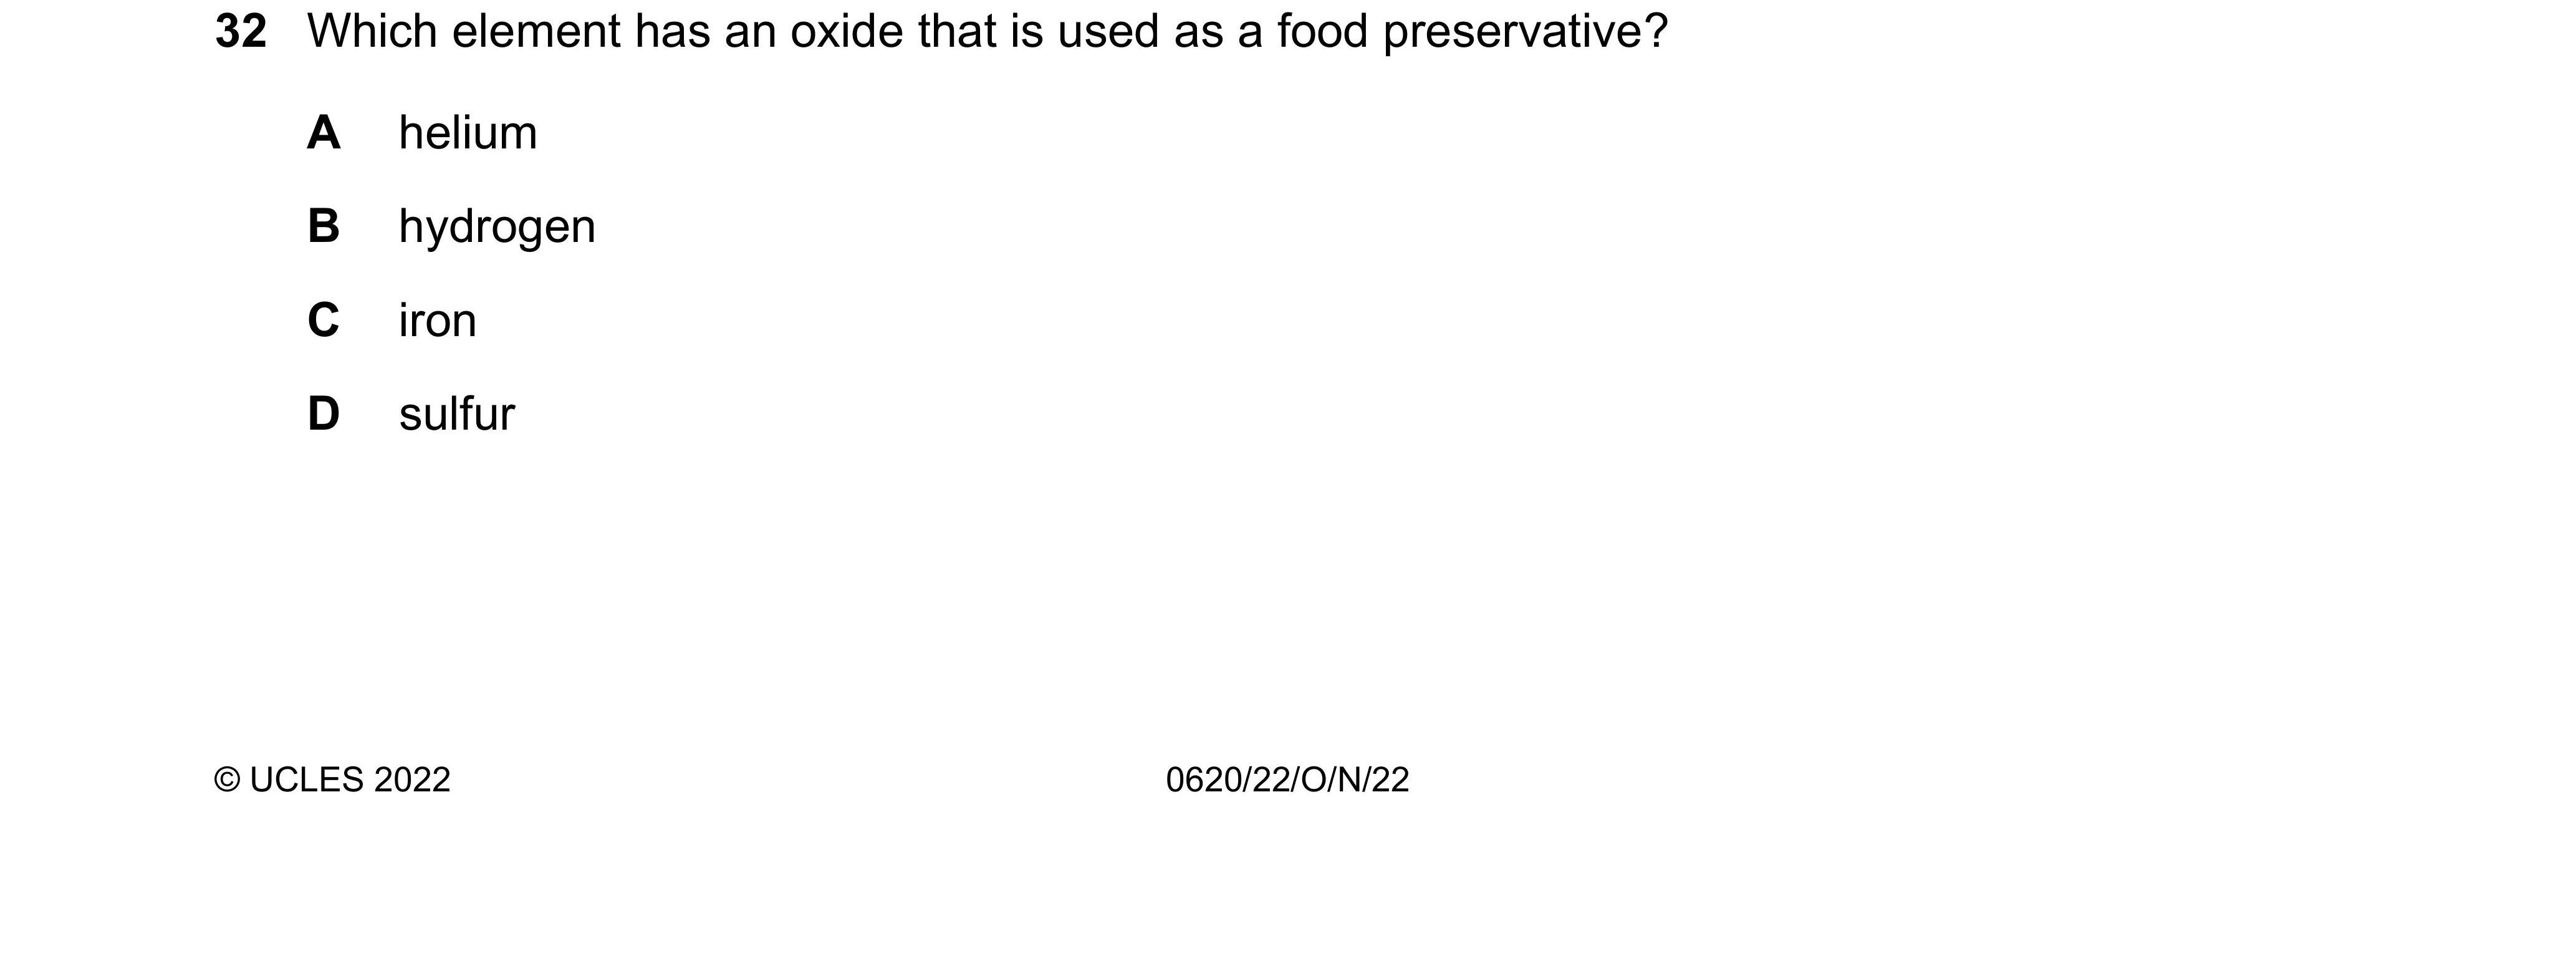 32 Which element has an oxide that is used as a food preservative?
A helium
B hydrogen
C iron
D sulfur
© UCLES 2022 0620/22/O/N/22